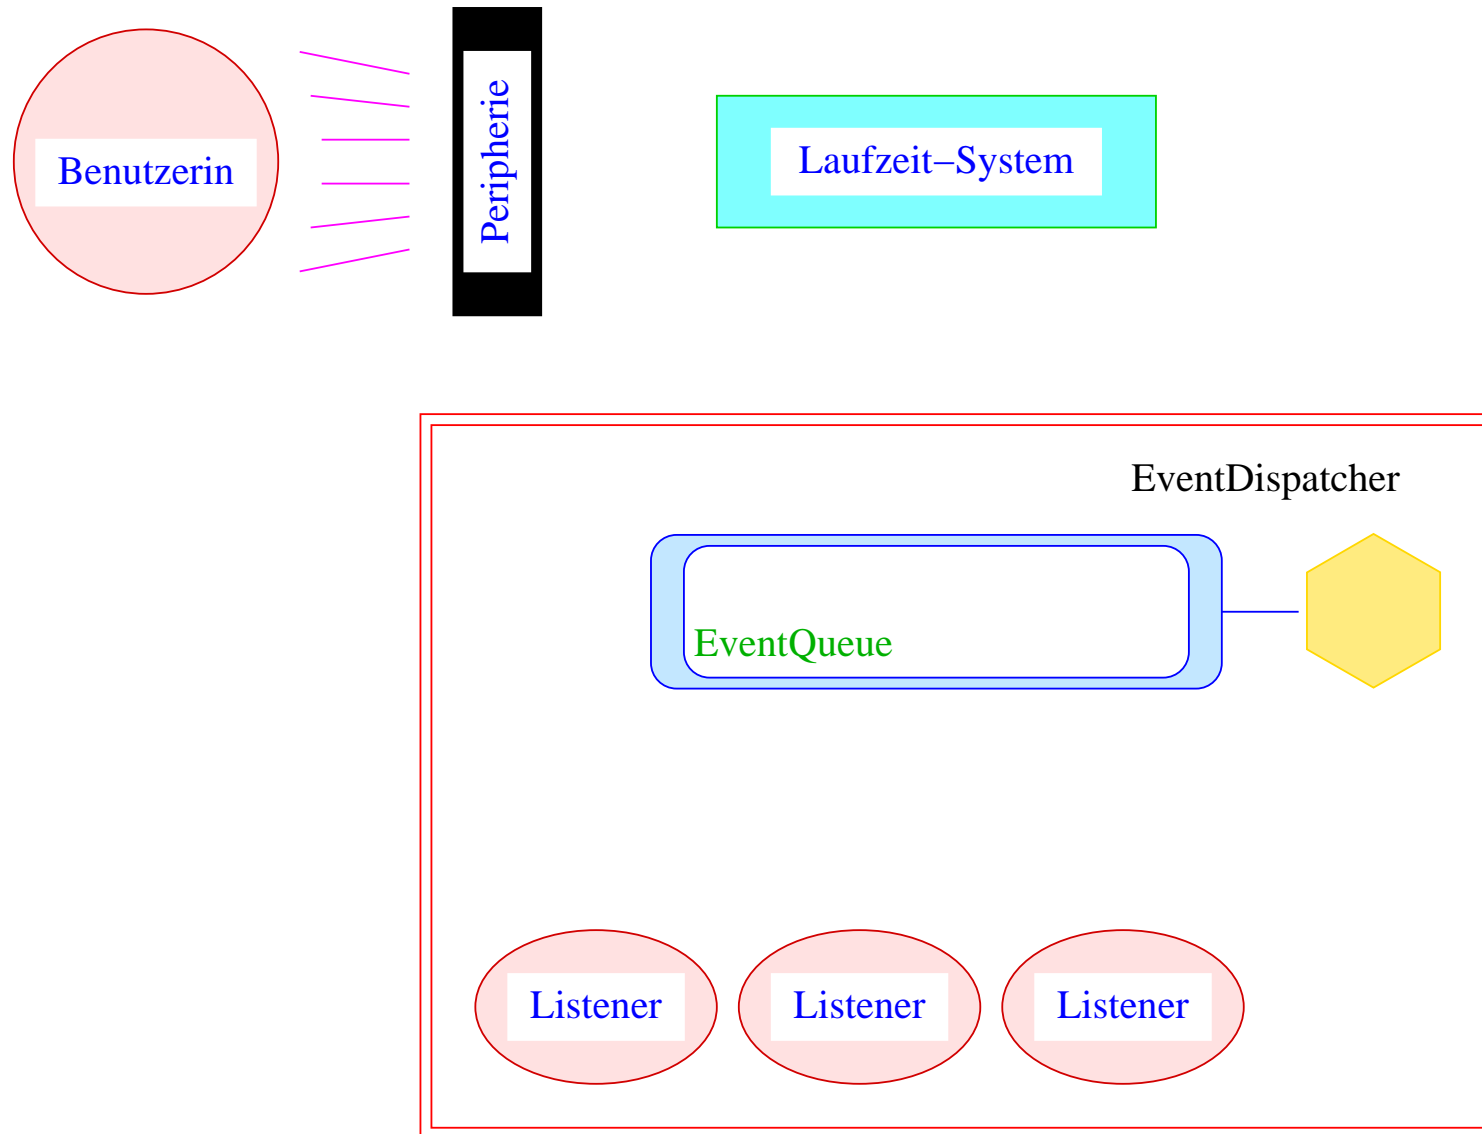 Benutzerin
Peripherie
Laufzeit–System
EventDispatcher
EventQueue
Listener
Listener
Listener